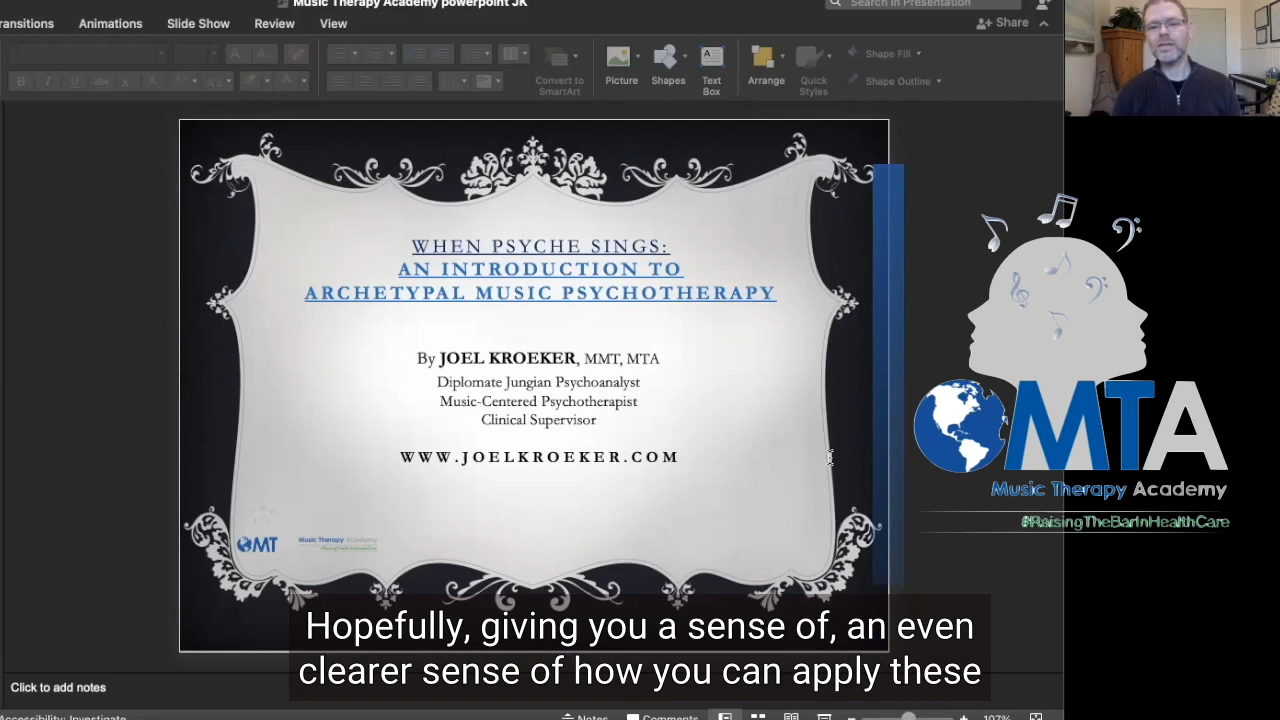 Music Therapy Academy powerpoint JK
Search in Presentation
ransitions
Animations
Slide Show
Review
View
Share
Convert to
SmartArt
Picture
Shapes
Text
Box
Arrange
Quick
Styles
Shape Fill
Shape Outline
WHEN PSYCHE SINGS:
AN INTRODUCTION TO
ARCHETYPAL MUSIC PSYCHOTHERAPY
By JOEL KROEKER, MMT, MTA
Diplomate Jungian Psychoanalyst
Music-Centered Psychotherapist
Clinical Supervisor
WWW.JOELKROEKER.COM
MT
Music Therapy Academy
MTA
Music Therapy Academy
#RaisingTheBarInHealthCare
Hopefully, giving you a sense of, an even
clearer sense of how you can apply these
Click to add notes
Accessibility: Investigate
Notes
Comments
107%